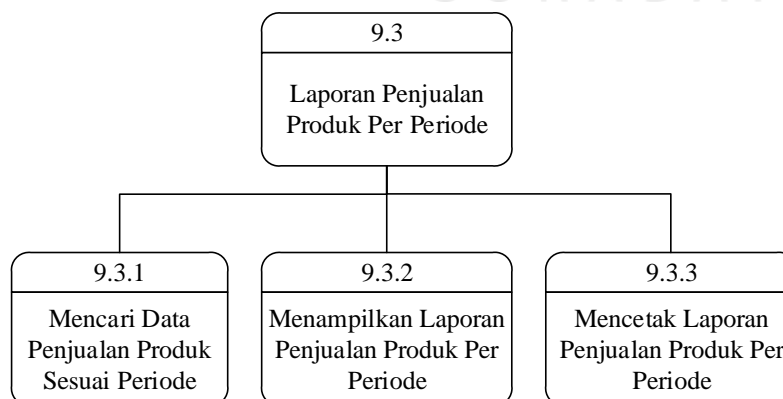 9.3
Laporan Penjualan
Produk Per Periode
9.3.1
Mencari Data
Penjualan Produk
Sesuai Periode
9.3.2
Menampilkan Laporan
Penjualan Produk Per
Periode
9.3.3
Mencetak Laporan
Penjualan Produk Per
Periode